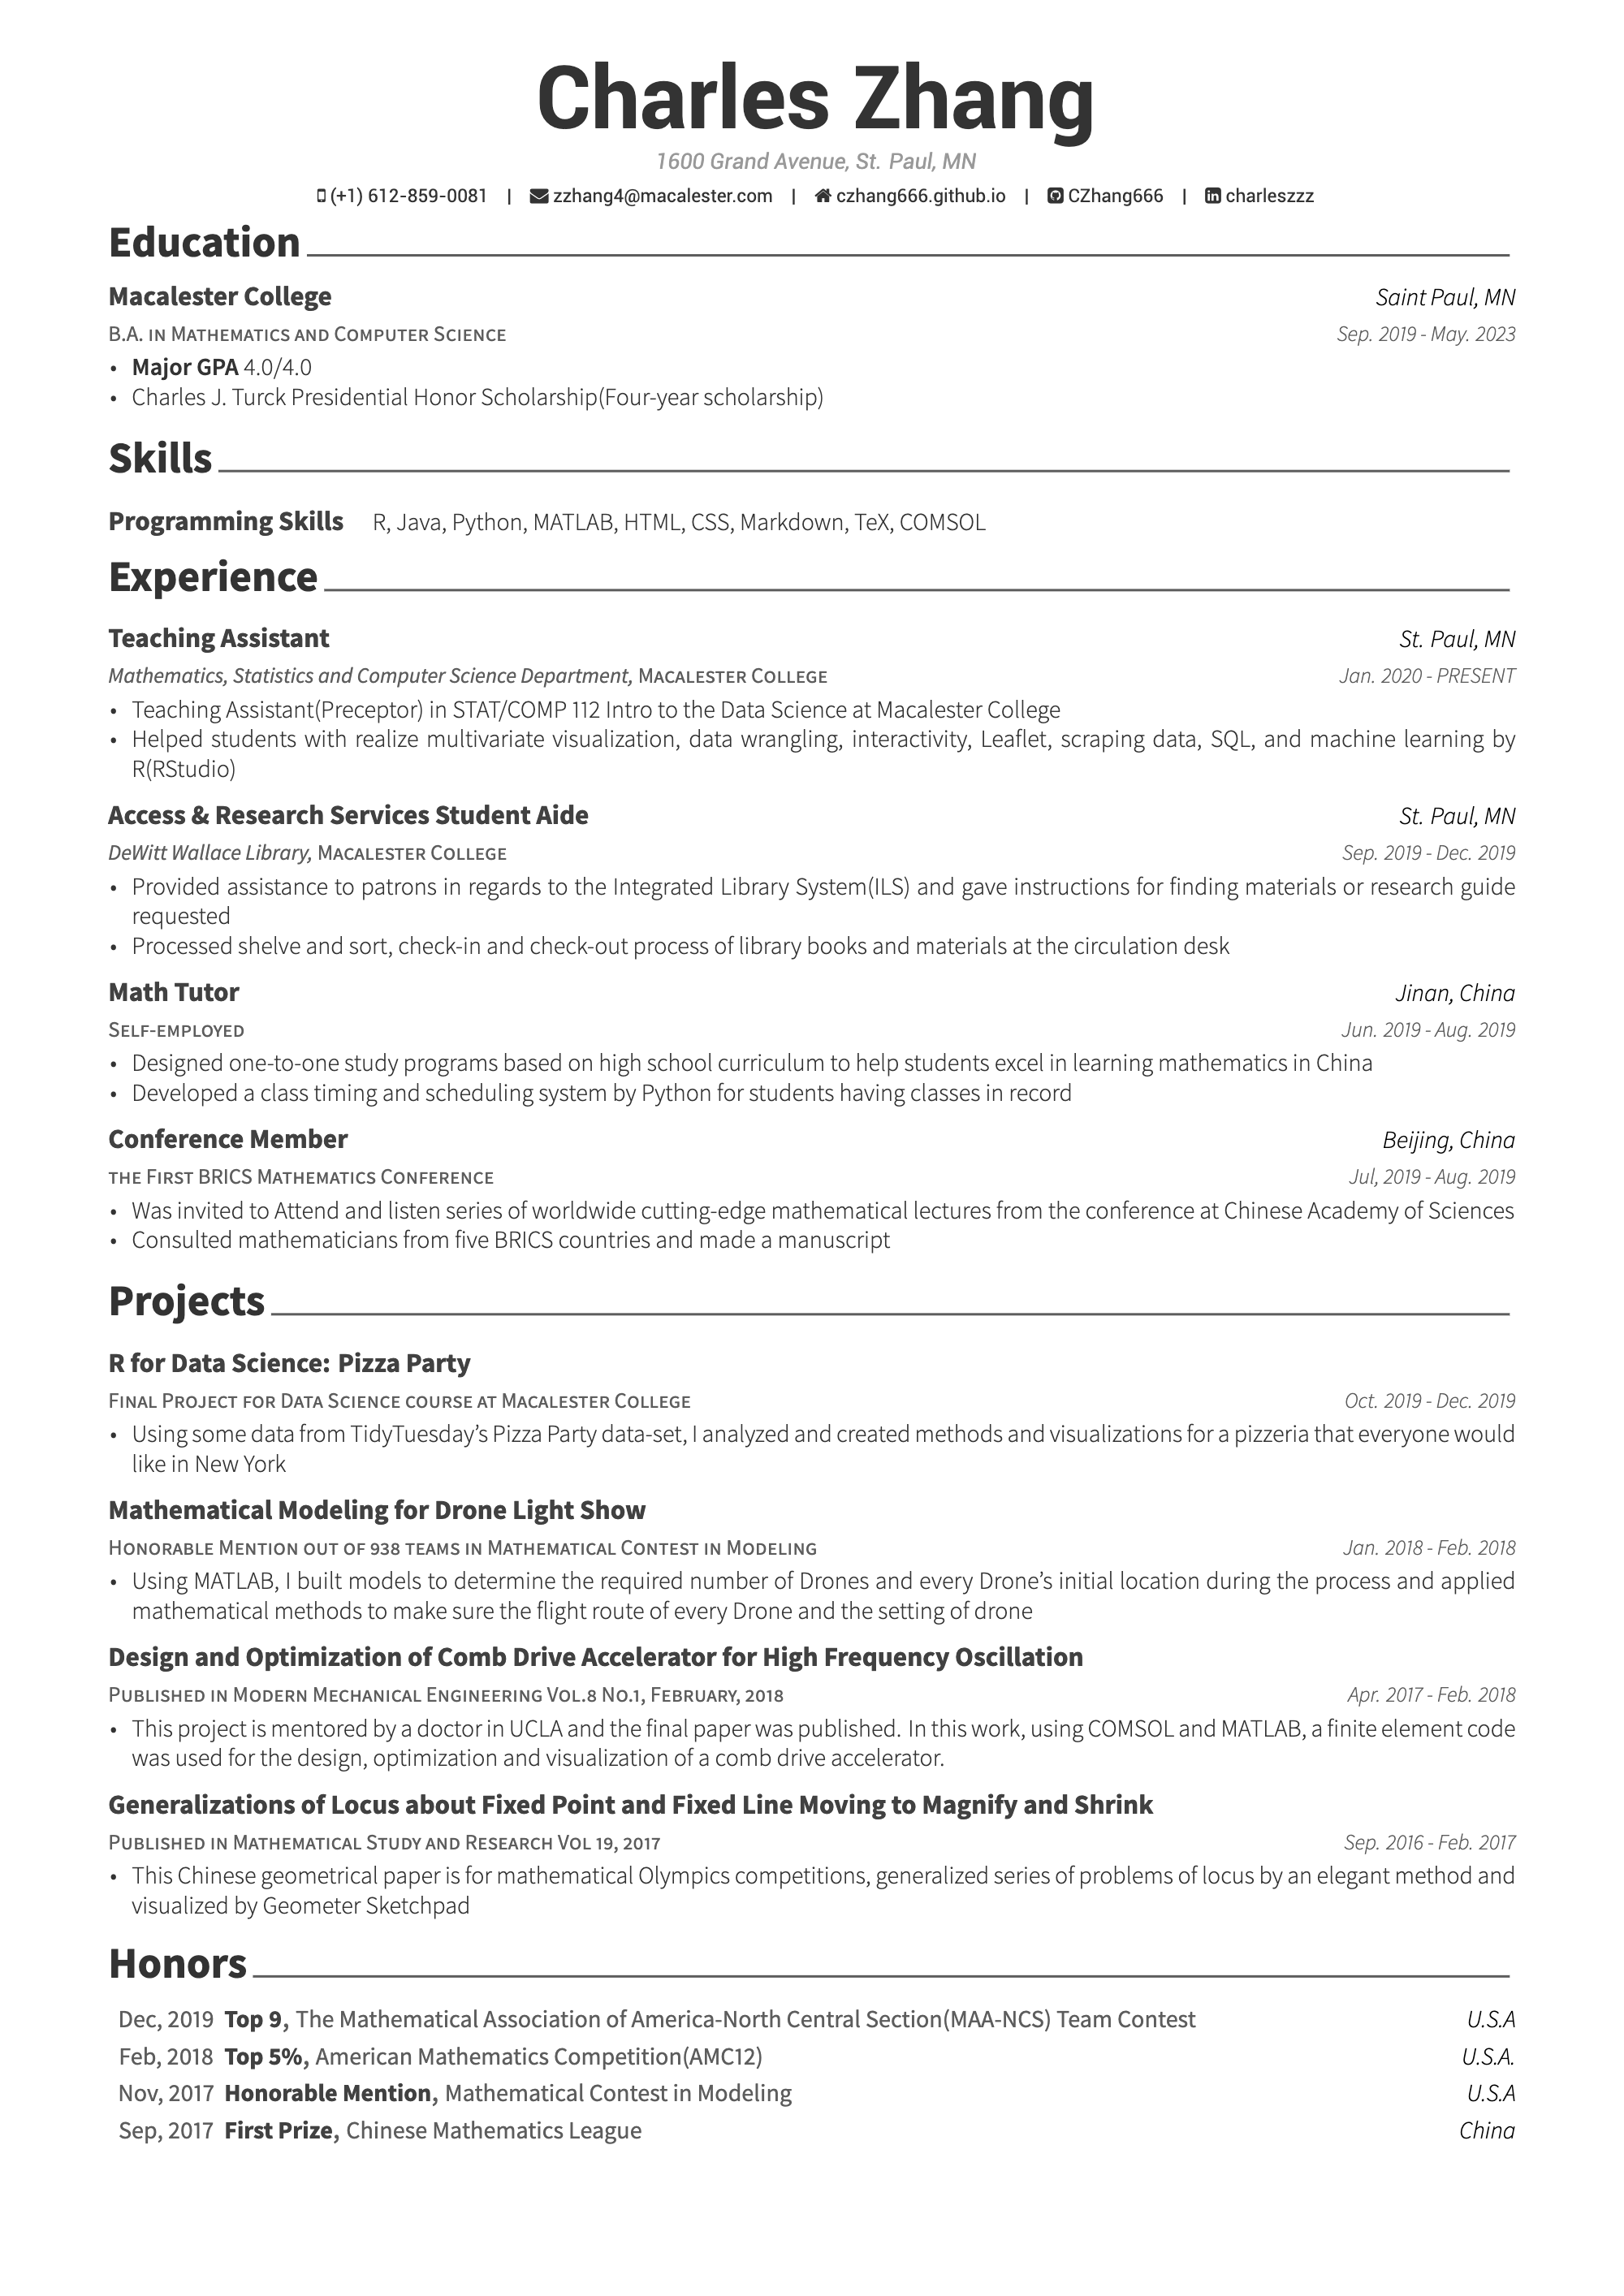 Charles Zhang
1600 Grand Avenue, St. Paul, MN
(+1) 612-859-0081 | zzhang4@macalester.com | czhang666.github.io | CZhang666 | charleszzz
Education
Macalester College Saint Paul, MN
B.A. in Mathematics and Computer Science Sep. 2019 - May. 2023
• Major GPA 4.0/4.0
• Charles J. Turck Presidential Honor Scholarship(Four-year scholarship)
Skills
Programming Skills R, Java, Python, MATLAB, HTML, CSS, Markdown, TeX, COMSOL
Experience
Teaching Assistant St. Paul, MN
Mathematics, Statistics and Computer Science Department, Macalester College Jan. 2020 - PRESENT
• Teaching Assistant(Preceptor) in STAT/COMP 112 Intro to the Data Science at Macalester College
• Helped students with realize multivariate visualization, data wrangling, interactivity, Leaflet, scraping data, SQL, and machine learning by
R(RStudio)
Access & Research Services Student Aide St. Paul, MN
DeWitt Wallace Library, Macalester College Sep. 2019 - Dec. 2019
• Provided assistance to patrons in regards to the Integrated Library System(ILS) and gave instructions for finding materials or research guide
requested
• Processed shelve and sort, check-in and check-out process of library books and materials at the circulation desk
Math Tutor Jinan, China
Self-employed Jun. 2019 - Aug. 2019
• Designed one-to-one study programs based on high school curriculum to help students excel in learning mathematics in China
• Developed a class timing and scheduling system by Python for students having classes in record
Conference Member Beijing, China
the First BRICS Mathematics Conference Jul, 2019 - Aug. 2019
• Was invited to Attend and listen series of worldwide cutting-edge mathematical lectures from the conference at Chinese Academy of Sciences
• Consulted mathematicians from five BRICS countries and made a manuscript
Projects
R for Data Science: Pizza Party
Final Project for Data Science course at Macalester College Oct. 2019 - Dec. 2019
• Using some data from TidyTuesday’s Pizza Party data-set, I analyzed and created methods and visualizations for a pizzeria that everyone would
like in New York
Mathematical Modeling for Drone Light Show
Honorable Mention out of 938 teams in Mathematical Contest in Modeling Jan. 2018 - Feb. 2018
• Using MATLAB, I built models to determine the required number of Drones and every Drone’s initial location during the process and applied
mathematical methods to make sure the flight route of every Drone and the setting of drone
Design and Optimization of Comb Drive Accelerator for High Frequency Oscillation
Published in Modern Mechanical Engineering Vol.8 No.1, February, 2018 Apr. 2017 - Feb. 2018
• This project is mentored by a doctor in UCLA and the final paper was published. In this work, using COMSOL and MATLAB, a finite element code
was used for the design, optimization and visualization of a comb drive accelerator.
Generalizations of Locus about Fixed Point and Fixed Line Moving to Magnify and Shrink
Published in Mathematical Study and Research Vol 19, 2017 Sep. 2016 - Feb. 2017
• This Chinese geometrical paper is for mathematical Olympics competitions, generalized series of problems of locus by an elegant method and
visualized by Geometer Sketchpad
Honors
Dec, 2019 Top 9, The Mathematical Association of America-North Central Section(MAA-NCS) Team Contest U.S.A
Feb, 2018 Top 5%, American Mathematics Competition(AMC12) U.S.A.
Nov, 2017 Honorable Mention, Mathematical Contest in Modeling U.S.A
Sep, 2017 First Prize, Chinese Mathematics League China